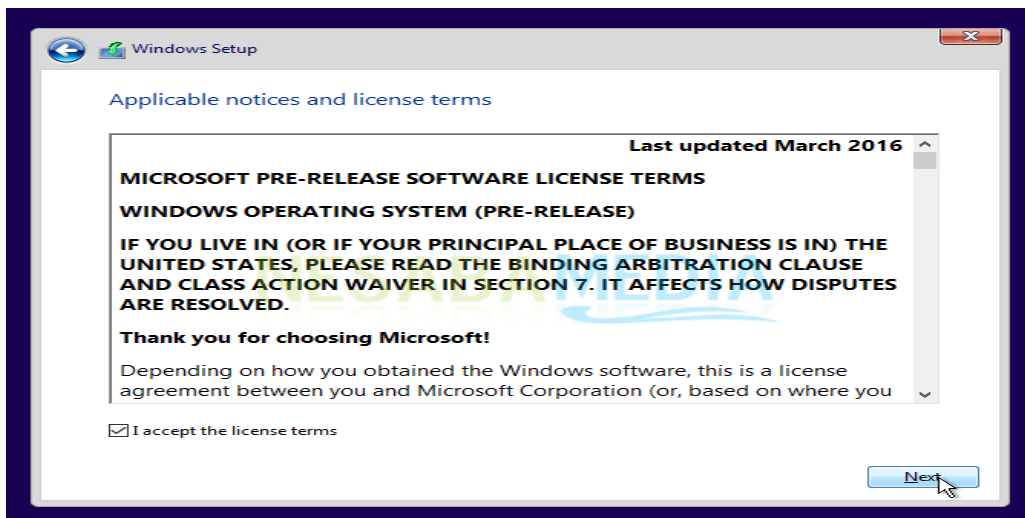 Windows Setup
Applicable notices and license terms
Last updated March 2016
MICROSOFT PRE-RELEASE SOFTWARE LICENSE TERMS
WINDOWS OPERATING SYSTEM (PRE-RELEASE)
IF YOU LIVE IN (OR IF YOUR PRINCIPAL PLACE OF BUSINESS IS IN) THE
UNITED STATES, PLEASE READ THE BINDING ARBITRATION CLAUSE
AND CLASS ACTION WAIVER IN SECTION 7. IT AFFECTS HOW DISPUTES
ARE RESOLVED.
NESABAMEDIA
Thank you for choosing Microsoft!
Depending on how you obtained the Windows software, this is a license
agreement between you and Microsoft Corporation (or, based on where you
I accept the license terms
Next